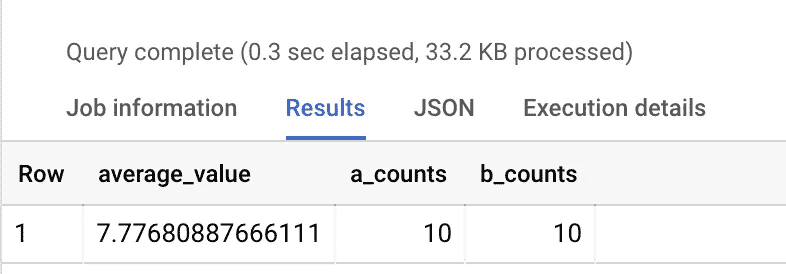 Query complete (0.3 sec elapsed, 33.2 KB processed)
Job information Results JSON Execution details
Row average_value a_counts b_counts
1 7.77680887666111 10 10